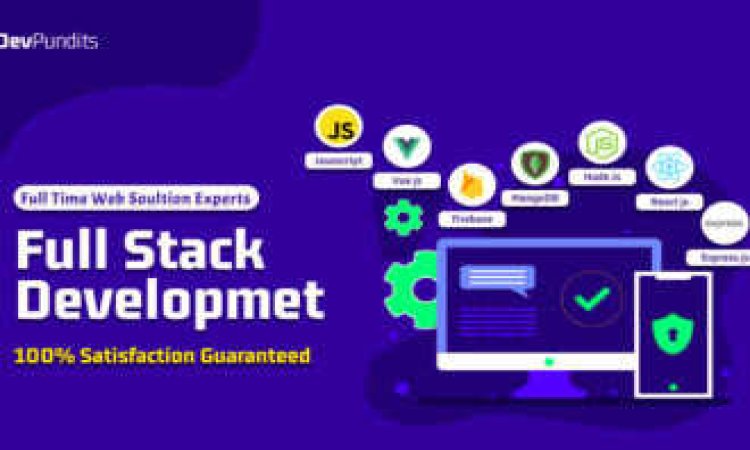 DevPundits
JS
Javascript
Vue.js
Firebase
MongoDB
Node.js
React js
Express.js
Full Time Web Soultion Experts
Full Stack
Developmet
100% Satisfaction Guaranteed